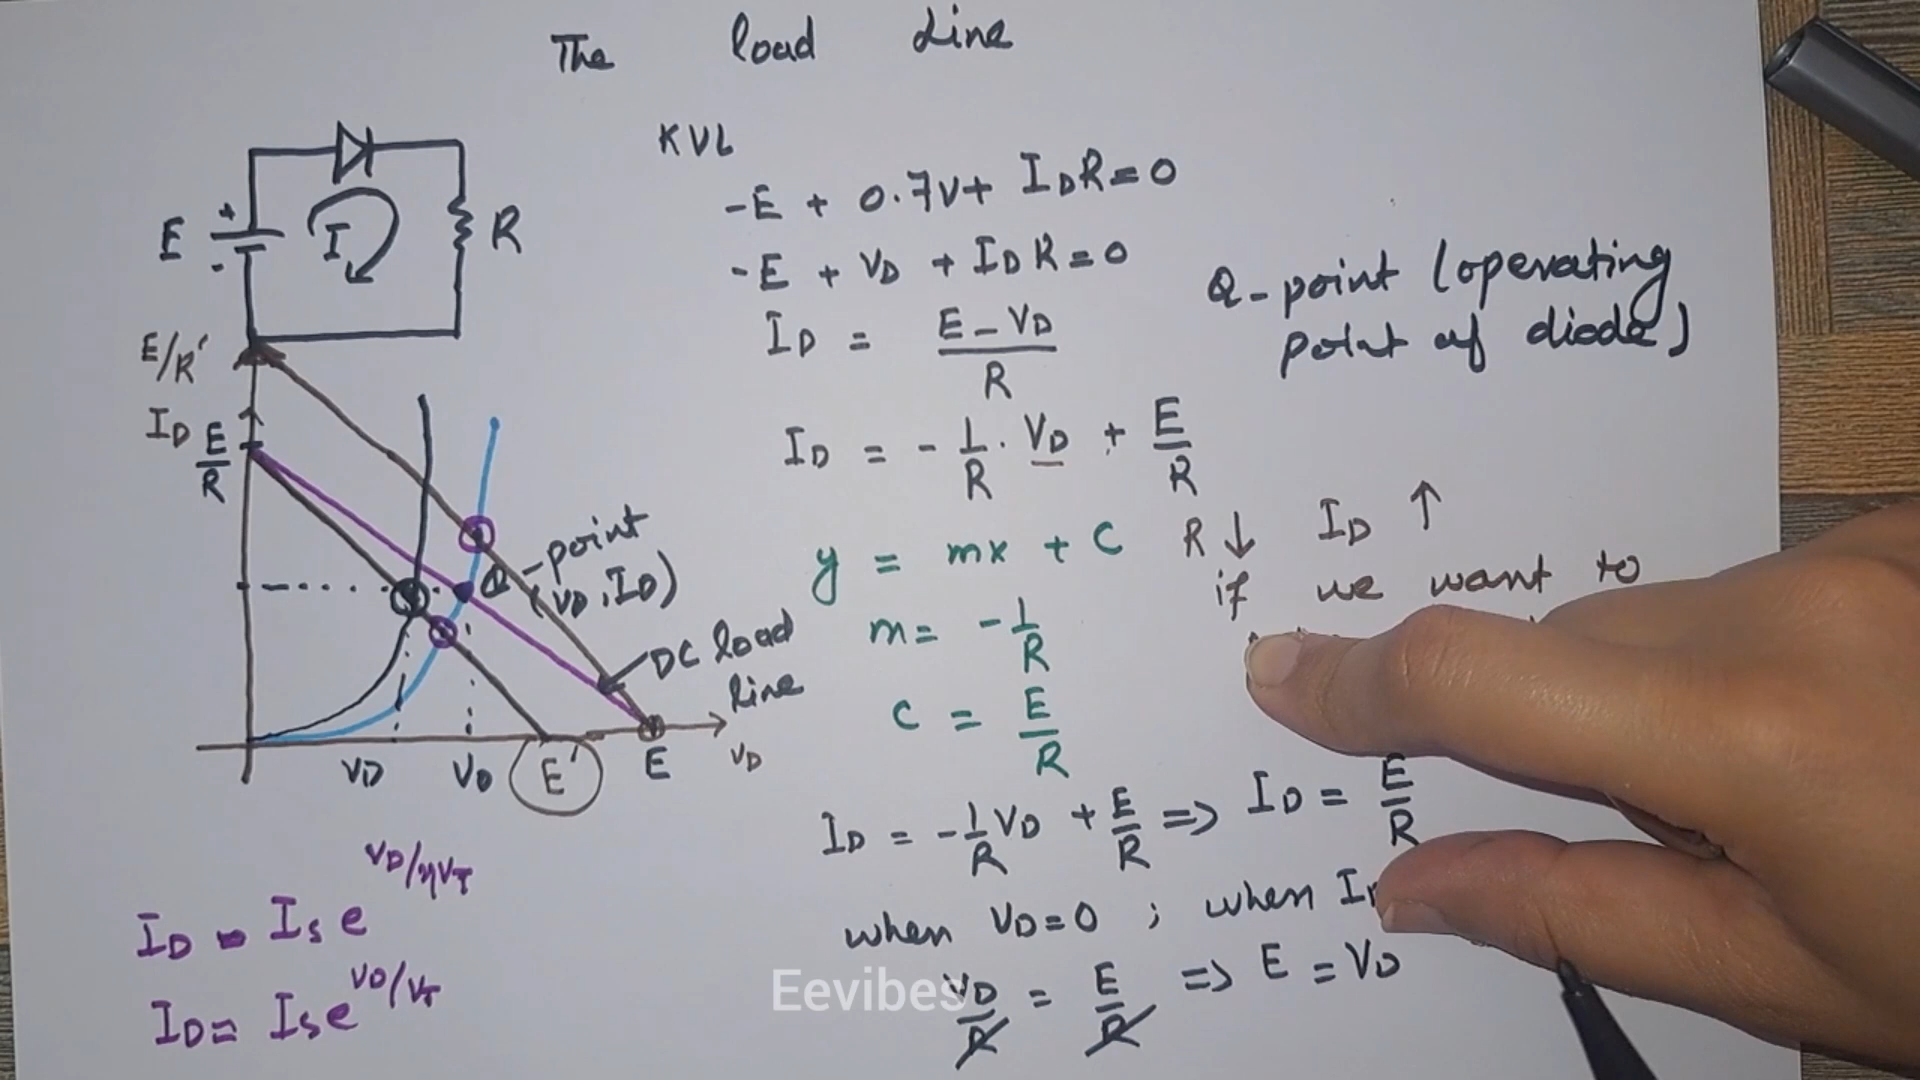 The load Line
E
+
-
I
R
E/R'
ID
E/R
Q-point
(VD, ID)
DC load
line
VD
VD
E'
E
VD
ID = Is e^VD/ηVT
ID = Is e^VD/VT
KVL
-E + 0.7V + IDR = 0
-E + VD + IDR = 0
ID = E - VD / R
ID = - 1/R . VD + E/R
y = mx + c
m = - 1/R
c = E/R
ID = - 1/R VD + E/R => ID = E/R
when VD = 0 ; when
VD/R = E/R => E = VD
Q-point (operating
point of diode)
R↓ ID ↑
if we want to
Eevibes